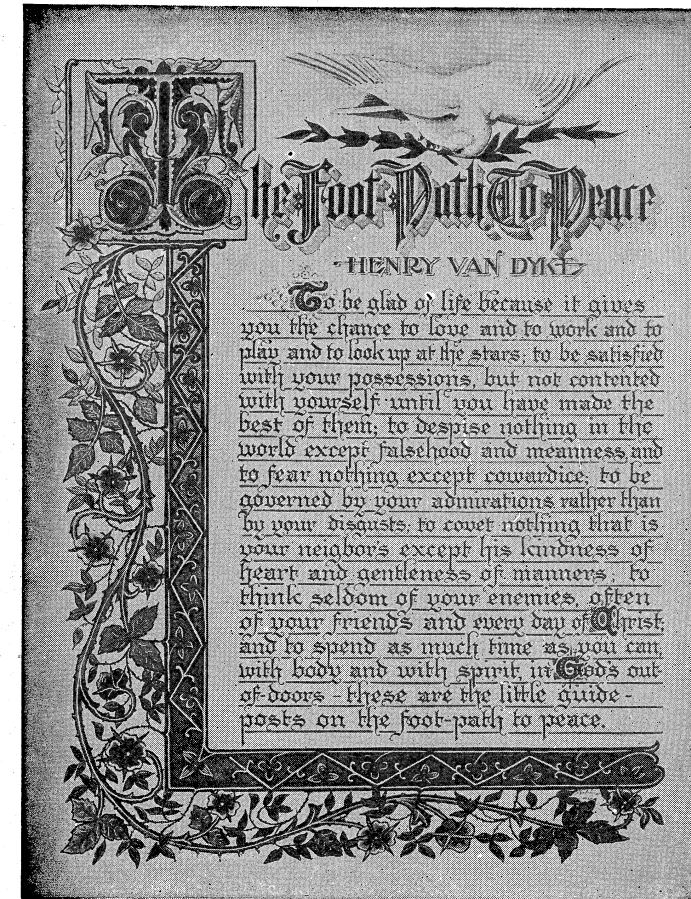 The Foot-Path To Peace
-HENRY VAN DYKE-
To be glad of life because it gives
you the chance to love and to work and to
play and to look up at the stars; to be satisfied
with your possessions, but not contented
with yourself until you have made the
best of them; to despise nothing in the
world except falsehood and meanness, and
to fear nothing except cowardice; to be
governed by your admirations rather than
by your disgusts; to covet nothing that is
your neigbor's except his kindness of
heart and gentleness of manners; to
think seldom of your enemies, often
of your friends and every day of Christ;
and to spend as much time as you can,
with body and with spirit, in God's out-
of-doors - these are the little guide-
posts on the foot-path to peace.